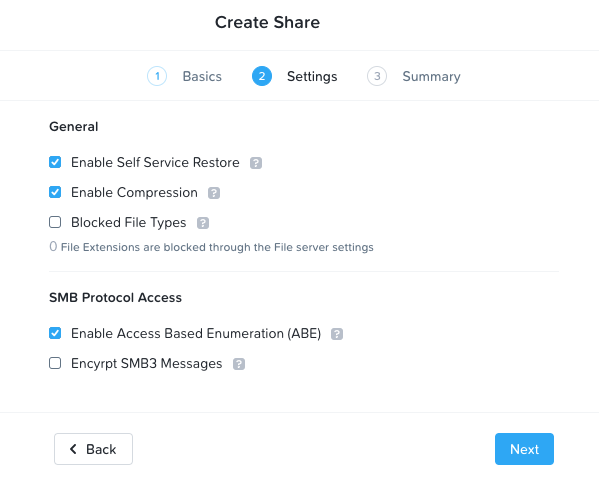 Create Share
1 Basics 2 Settings 3 Summary
General
Enable Self Service Restore ?
Enable Compression ?
Blocked File Types ?
0 File Extensions are blocked through the File server settings
SMB Protocol Access
Enable Access Based Enumeration (ABE) ?
Encyrpt SMB3 Messages ?
Back Next